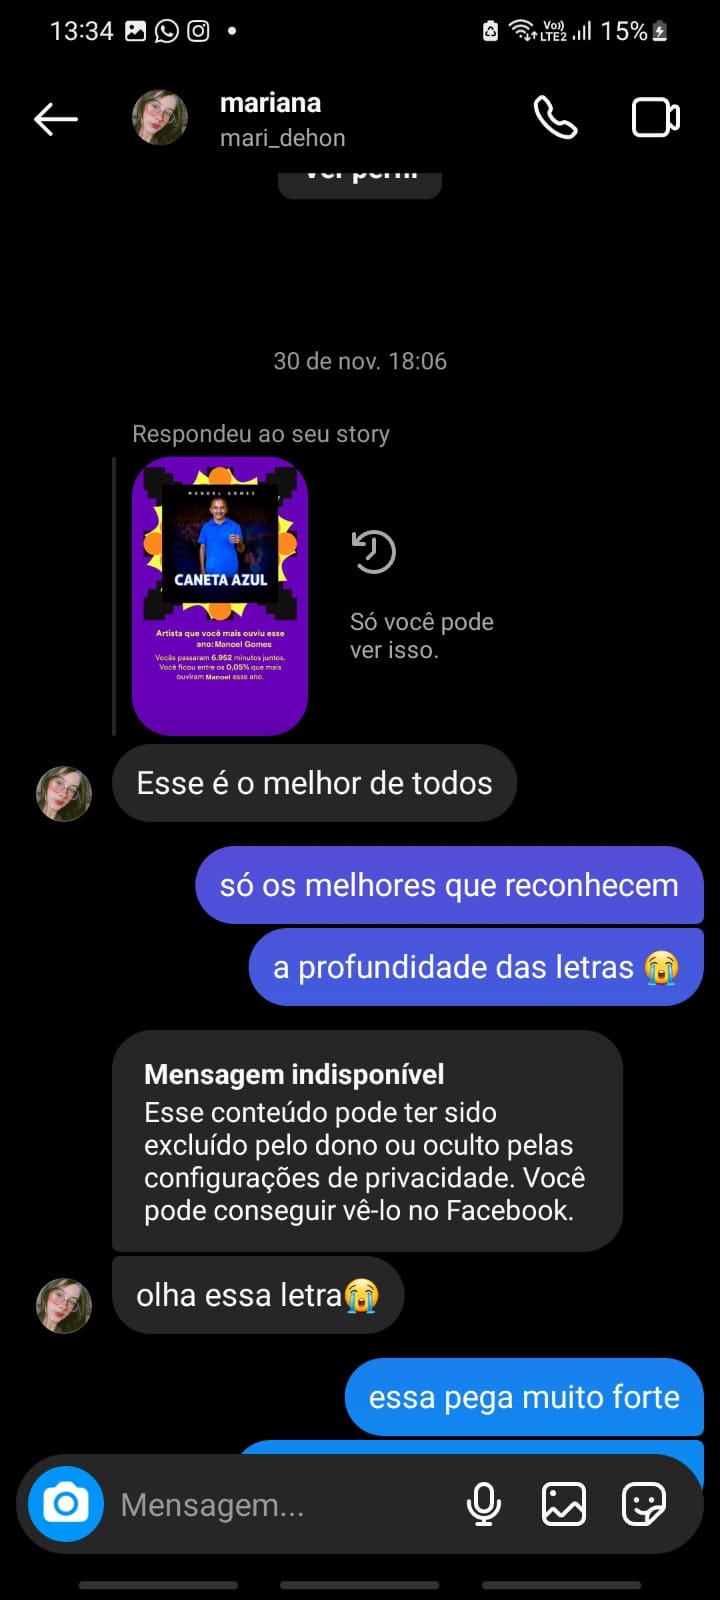 13:34
Vo))
LTE2
15%
mariana
mari_dehon
Ver perfil
30 de nov. 18:06
Respondeu ao seu story
MANOEL GOMES
CANETA AZUL
Artista que você mais ouviu esse
ano: Manoel Gomes
Vocês passaram 6.952 minutos juntos.
Você ficou entre os 0,05% que mais
ouviram Manoel esse ano.
Só você pode
ver isso.
Esse é o melhor de todos
só os melhores que reconhecem
a profundidade das letras 😭
Mensagem indisponível
Esse conteúdo pode ter sido
excluído pelo dono ou oculto pelas
configurações de privacidade. Você
pode conseguir vê-lo no Facebook.
olha essa letra😭
essa pega muito forte
Mensagem...